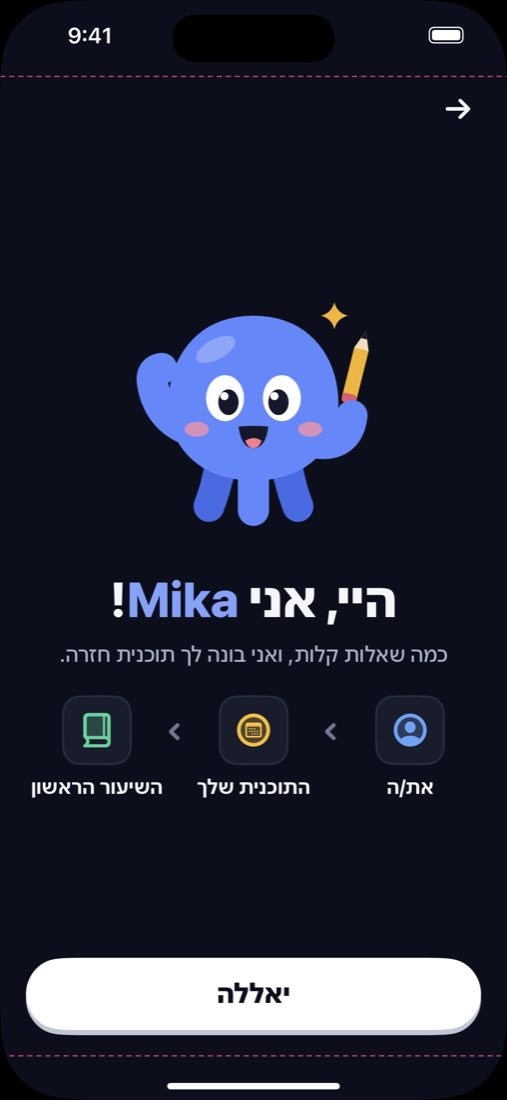 9:41
היי, אני Mika!
כמה שאלות קלות, ואני בונה לך תוכנית חזרה.
את/ה
התוכנית שלך
השיעור הראשון
יאללה